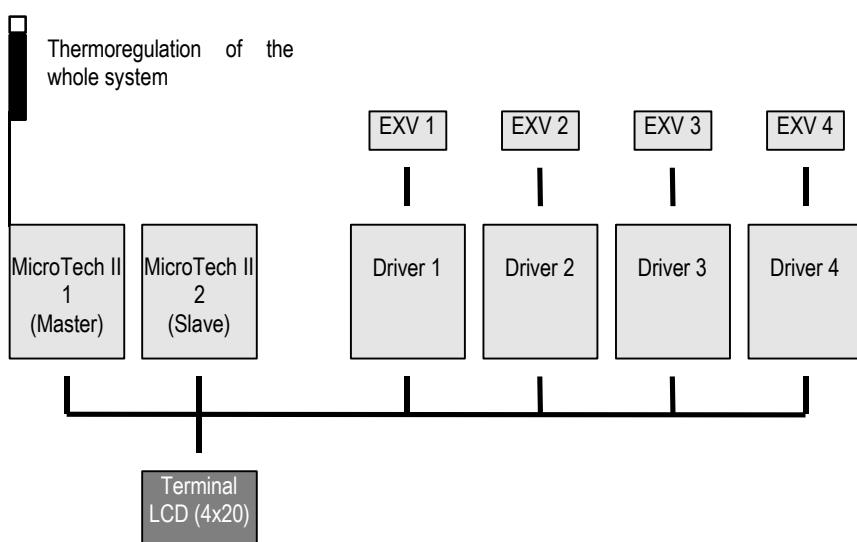 Thermoregulation of the
whole system
EXV 1
EXV 2
EXV 3
EXV 4
MicroTech II
1
(Master)
MicroTech II
2
(Slave)
Driver 1
Driver 2
Driver 3
Driver 4
Terminal
LCD (4x20)